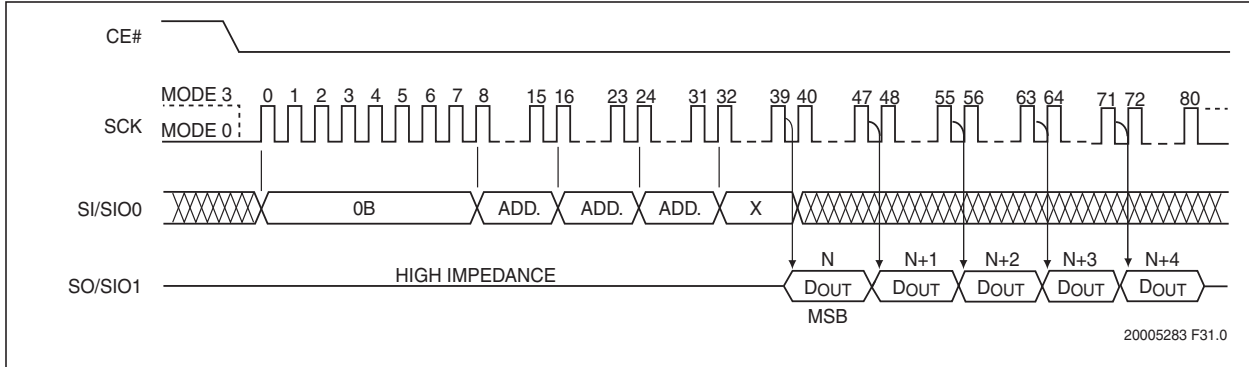 CE#
MODE 3
0 1 2 3 4 5 6 7 8 15 16 23 24 31 32 39 40 47 48 55 56 63 64 71 72 80
SCK
MODE 0
SI/SIO0
0B ADD. ADD. ADD. X
N N+1 N+2 N+3 N+4
SO/SIO1
HIGH IMPEDANCE
DOUT DOUT DOUT DOUT DOUT
MSB
20005283 F31.0